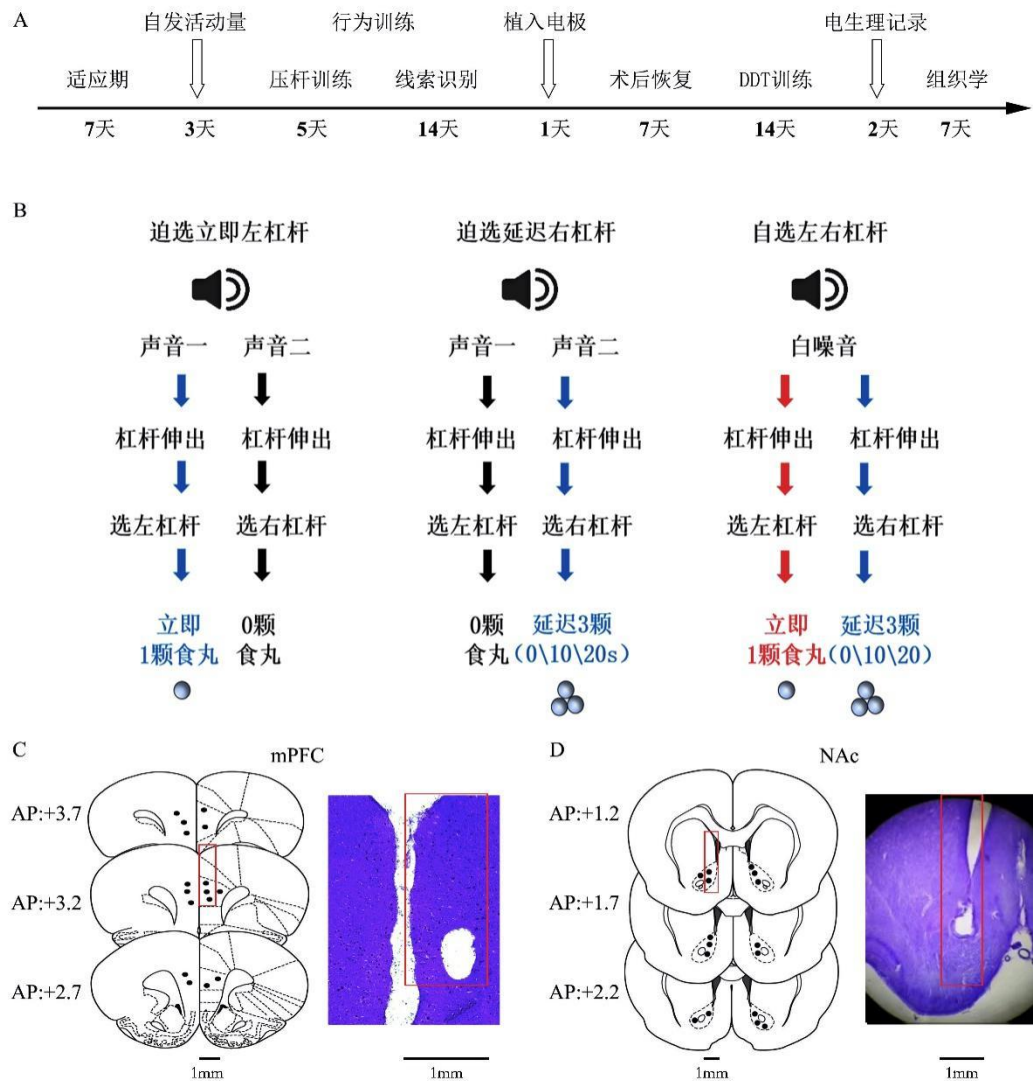 A
自发活动量 行为训练 植入电极 电生理记录
适应期 压杆训练 线索识别 术后恢复 DDT训练 组织学
7天 3天 5天 14天 1天 7天 14天 2天 7天
B
迫选立即左杠杆 迫选延迟右杠杆 自选左右杠杆
声音一 声音二 声音一 声音二 白噪音
杠杆伸出 杠杆伸出 杠杆伸出 杠杆伸出 杠杆伸出 杠杆伸出
选左杠杆 选右杠杆 选左杠杆 选右杠杆 选左杠杆 选右杠杆
立即 0颗 0颗 延迟3颗 立即 延迟3颗
1颗食丸 食丸 食丸 (0\10\20s) 1颗食丸 (0\10\20)
C mPFC
AP:+3.7
AP:+3.2
AP:+2.7
1mm 1mm
D NAc
AP:+1.2
AP:+1.7
AP:+2.2
1mm 1mm